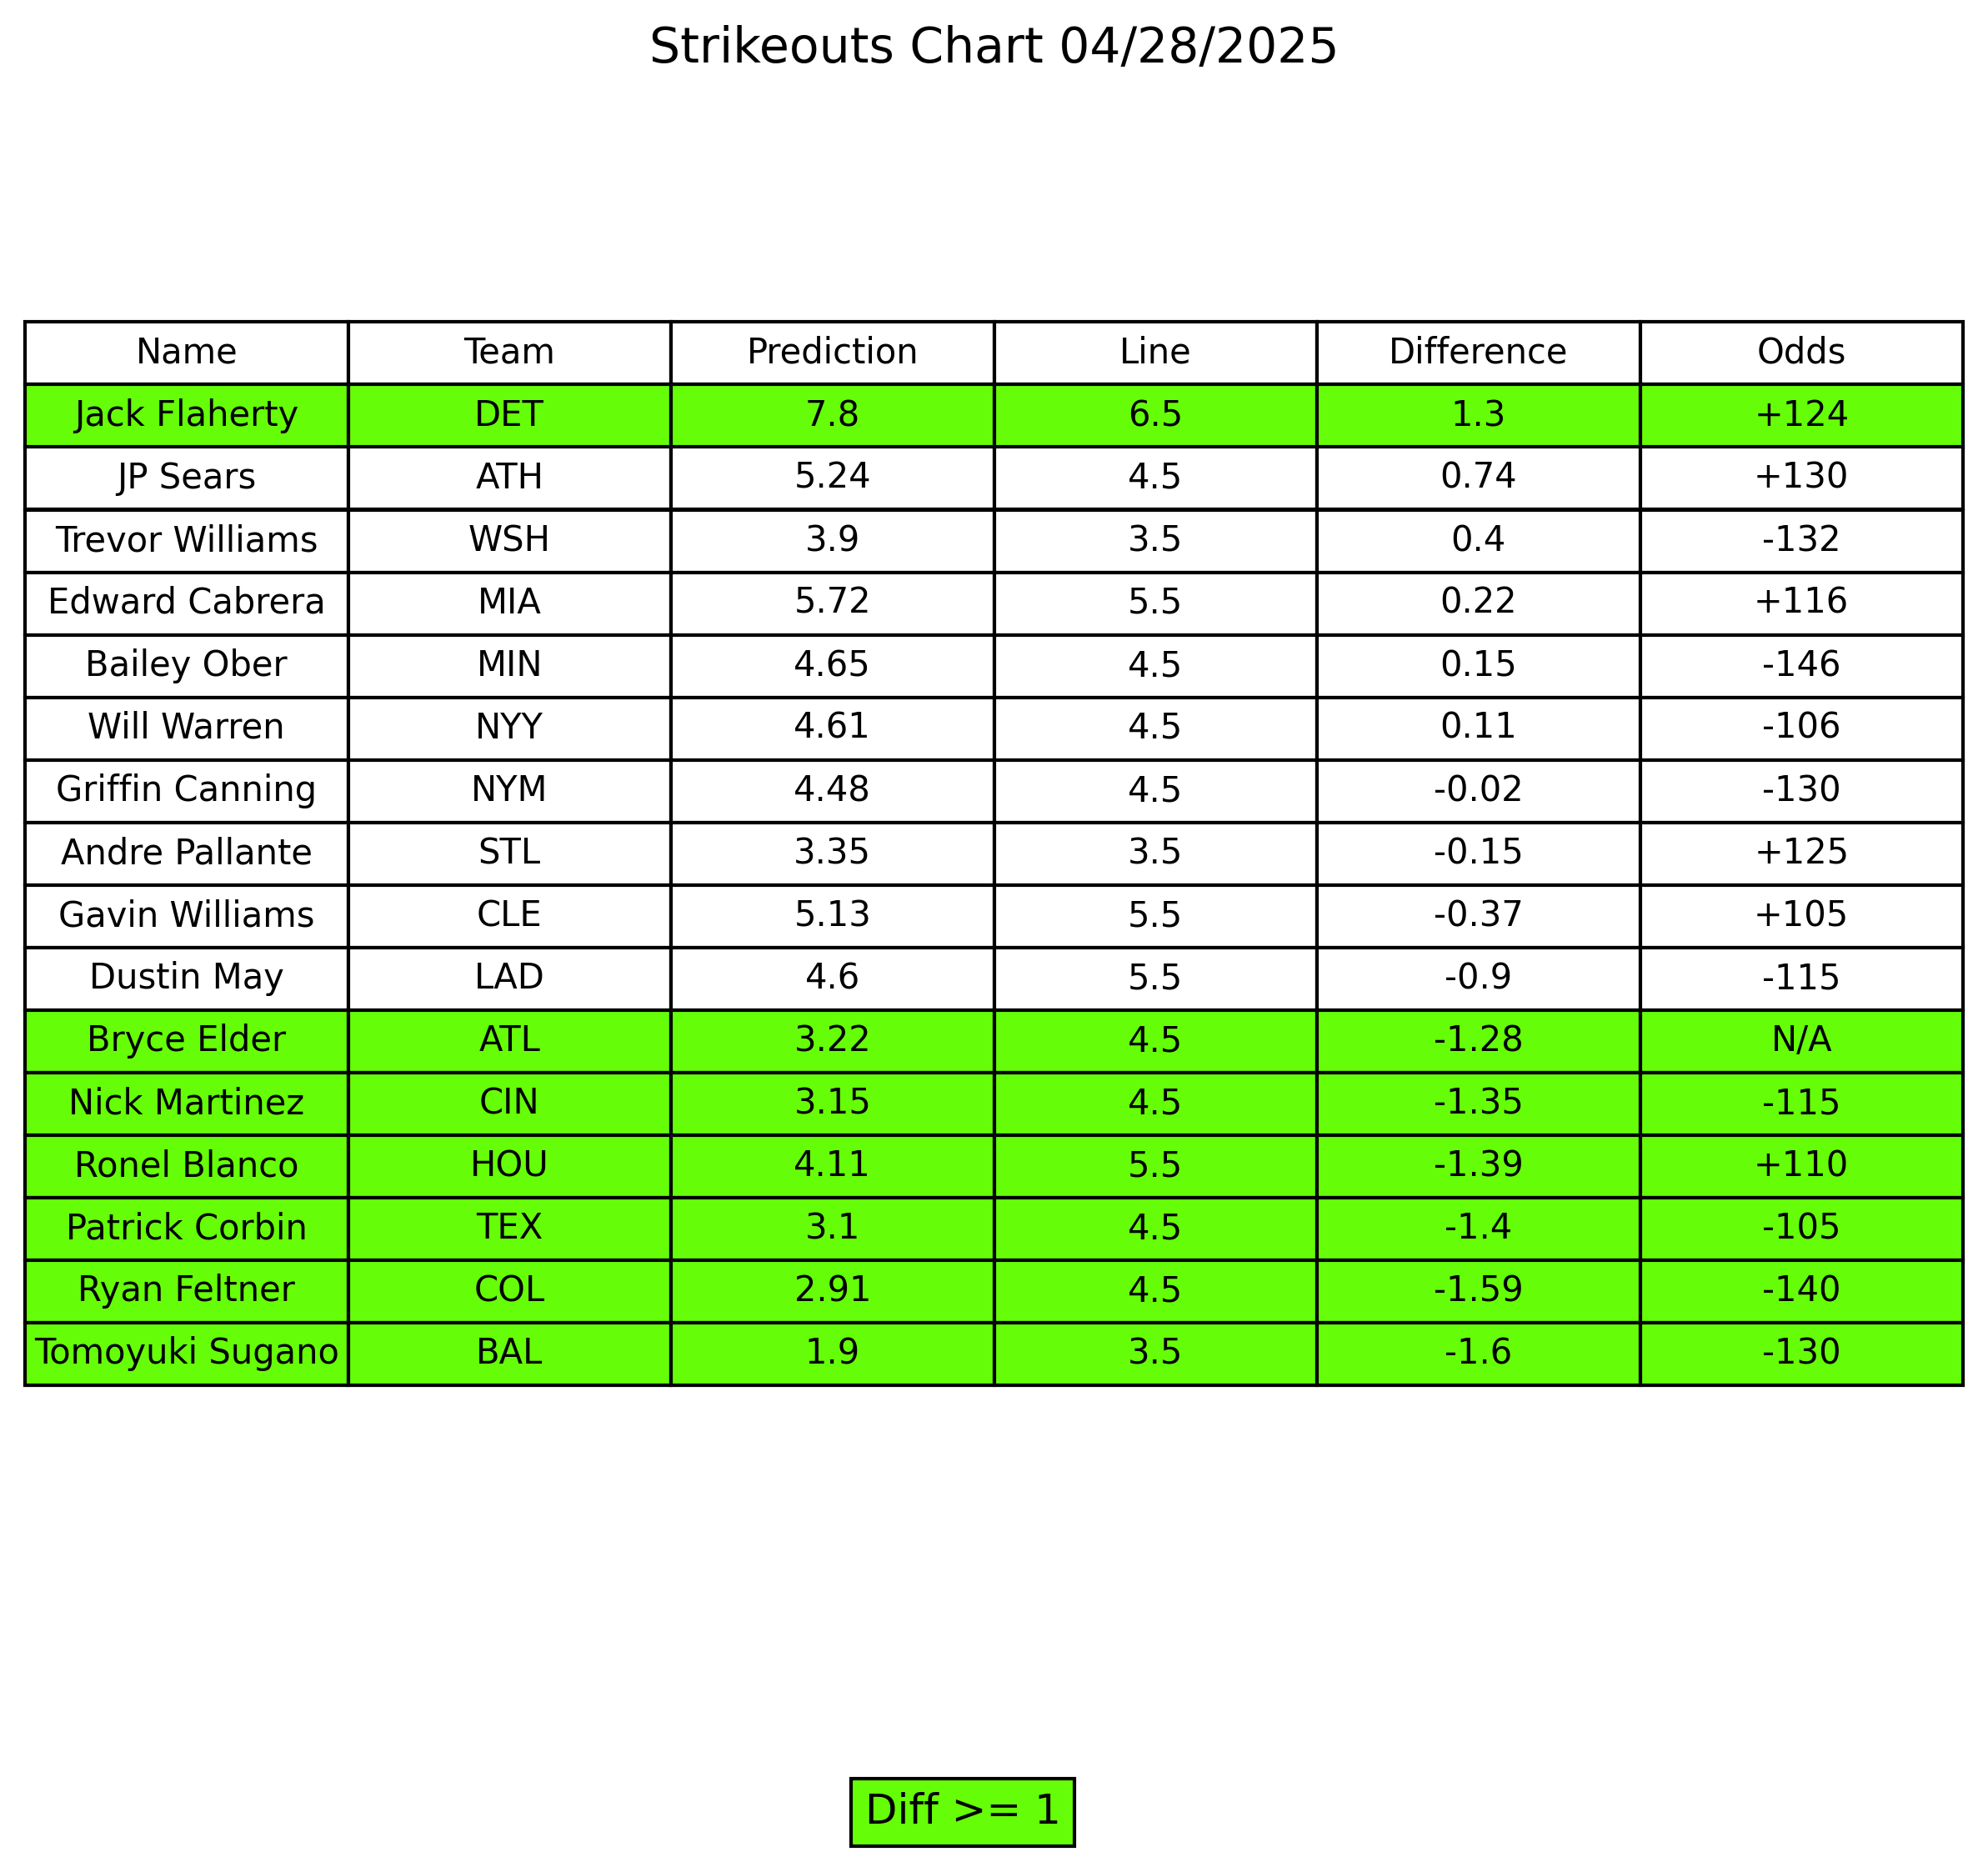 Strikeouts Chart 04/28/2025
Name Team Prediction Line Difference Odds
Jack Flaherty DET 7.8 6.5 1.3 +124
JP Sears ATH 5.24 4.5 0.74 +130
Trevor Williams WSH 3.9 3.5 0.4 -132
Edward Cabrera MIA 5.72 5.5 0.22 +116
Bailey Ober MIN 4.65 4.5 0.15 -146
Will Warren NYY 4.61 4.5 0.11 -106
Griffin Canning NYM 4.48 4.5 -0.02 -130
Andre Pallante STL 3.35 3.5 -0.15 +125
Gavin Williams CLE 5.13 5.5 -0.37 +105
Dustin May LAD 4.6 5.5 -0.9 -115
Bryce Elder ATL 3.22 4.5 -1.28 N/A
Nick Martinez CIN 3.15 4.5 -1.35 -115
Ronel Blanco HOU 4.11 5.5 -1.39 +110
Patrick Corbin TEX 3.1 4.5 -1.4 -105
Ryan Feltner COL 2.91 4.5 -1.59 -140
Tomoyuki Sugano BAL 1.9 3.5 -1.6 -130
Diff >= 1